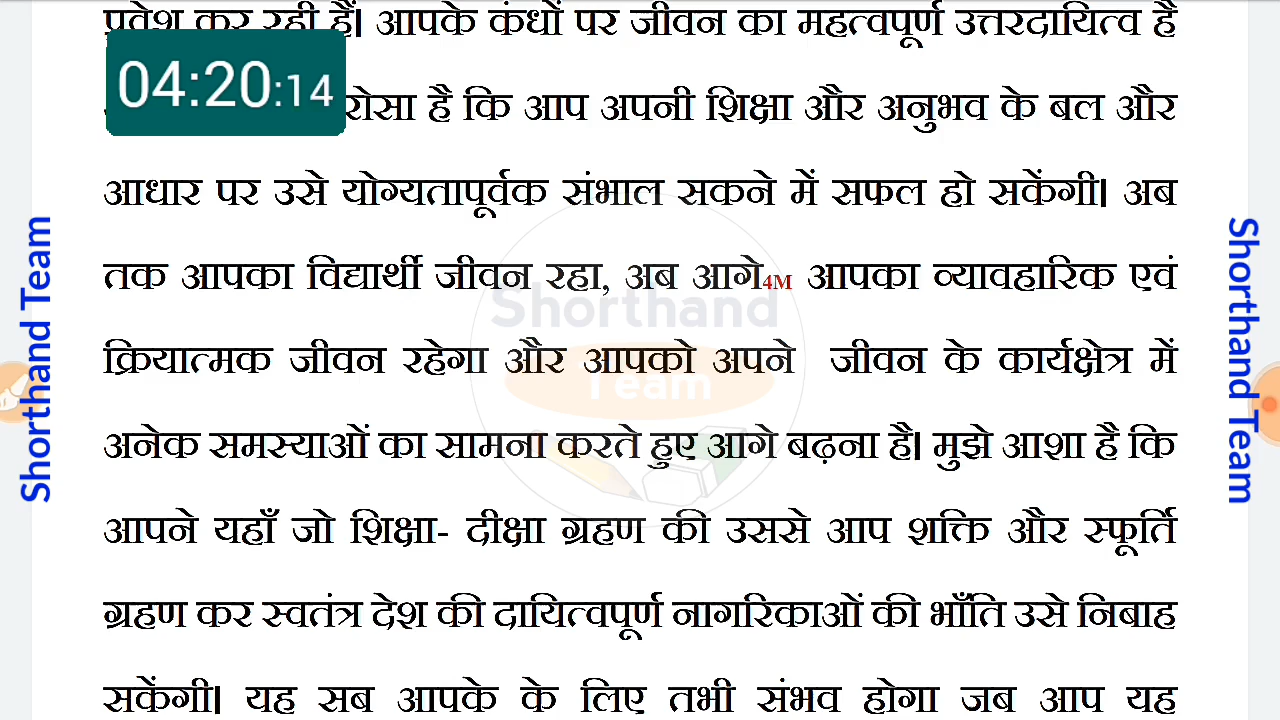 प्रवेश कर रही हैं। आपके कंधों पर जीवन का महत्वपूर्ण उत्तरदायित्व है
04:20:14
रोसा है कि आप अपनी शिक्षा और अनुभव के बल और
आधार पर उसे योग्यतापूर्वक संभाल सकने में सफल हो सकेंगी। अब
तक आपका विद्यार्थी जीवन रहा, अब आगे4M आपका व्यावहारिक एवं
क्रियात्मक जीवन रहेगा और आपको अपने जीवन के कार्यक्षेत्र में
अनेक समस्याओं का सामना करते हुए आगे बढ़ना है। मुझे आशा है कि
आपने यहाँ जो शिक्षा- दीक्षा ग्रहण की उससे आप शक्ति और स्फूर्ति
ग्रहण कर स्वतंत्र देश की दायित्वपूर्ण नागरिकाओं की भाँति उसे निबाह
सकेंगी। यह सब आपके के लिए तभी संभव होगा जब आप यह
Shorthand Team
Shorthand Team
Shorthand
Team